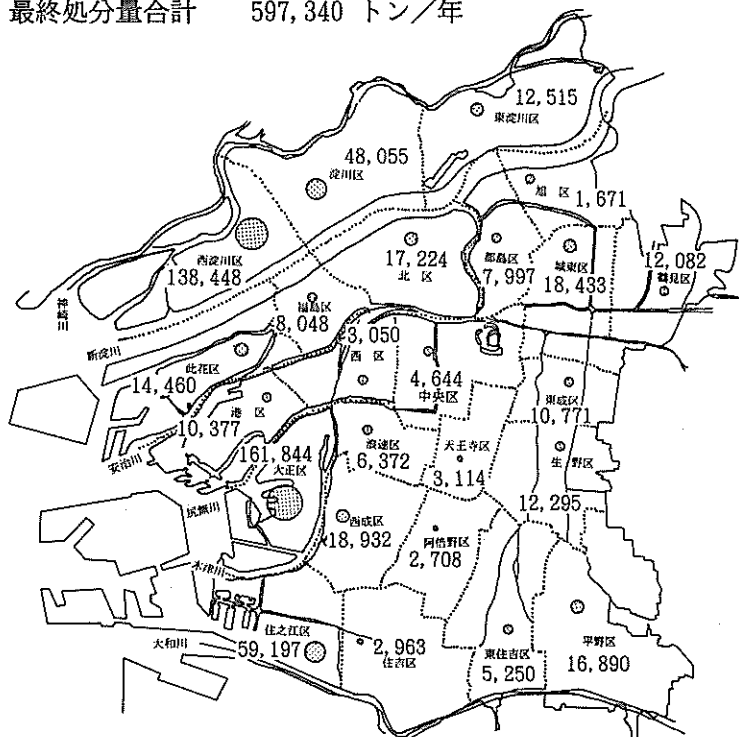 最終処分量合計 597,340 トン/年
12,515
東淀川区
48,055
淀川区
旭区
1,671
西淀川区
138,448
17,224
北区
都島区
7,997
城東区
18,433
12,082
鶴見区
神崎川
福島区
8,048
新淀川
3,050
西区
此花区
14,460
4,644
中央区
東成区
10,771
港区
10,377
安治川
161,844
大正区
浪速区
6,372
天王寺区
3,114
生野区
12,295
尻無川
西成区
18,932
阿倍野区
2,708
木津川
住之江区
59,197
大和川
2,963
住吉区
東住吉区
5,250
平野区
16,890